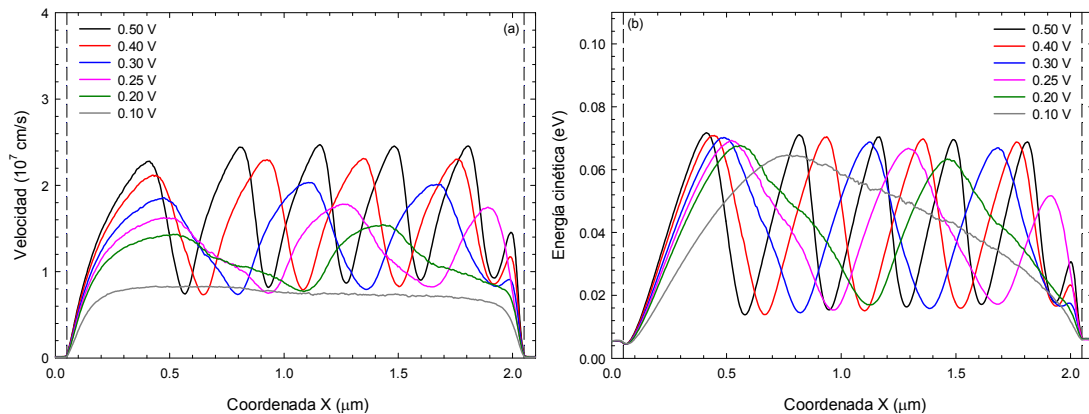 4
3
2
1
0
Velocidad (10⁷ cm/s)
(a)
0.50 V
0.40 V
0.30 V
0.25 V
0.20 V
0.10 V
0.0 0.5 1.0 1.5 2.0
Coordenada X (μm)
0.10
0.08
0.06
0.04
0.02
0.00
Energía cinética (eV)
(b)
0.50 V
0.40 V
0.30 V
0.25 V
0.20 V
0.10 V
0.0 0.5 1.0 1.5 2.0
Coordenada X (μm)